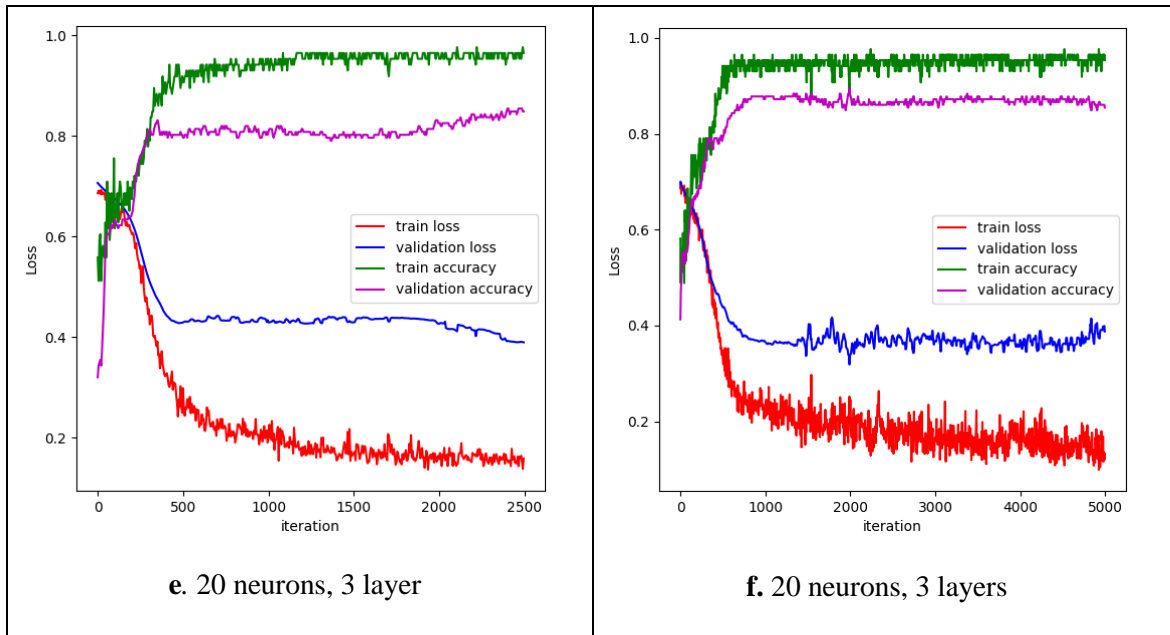 1.0
0.8
0.6
0.4
0.2
Loss
train loss
validation loss
train accuracy
validation accuracy
0 500 1000 1500 2000 2500
iteration
e. 20 neurons, 3 layer
1.0
0.8
0.6
0.4
0.2
Loss
train loss
validation loss
train accuracy
validation accuracy
0 1000 2000 3000 4000 5000
iteration
f. 20 neurons, 3 layers